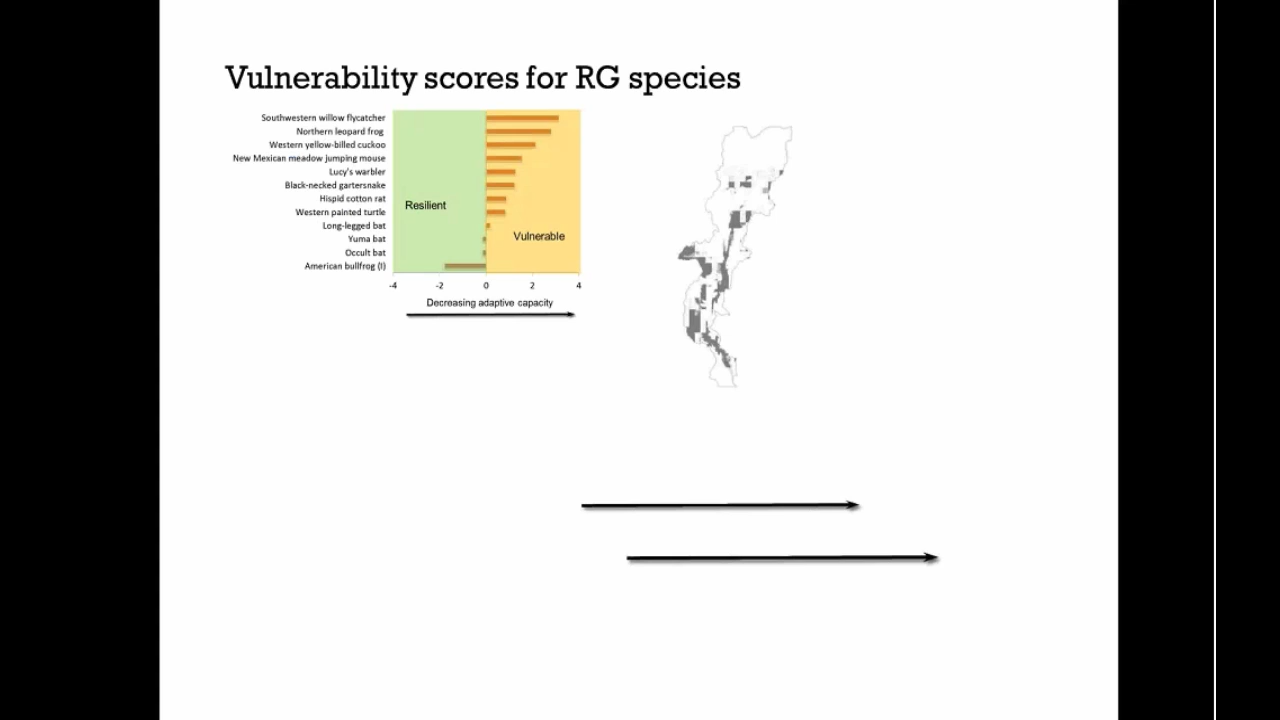 Vulnerability scores for RG species
Southwestern willow flycatcher
Northern leopard frog
Western yellow-billed cuckoo
New Mexican meadow jumping mouse
Lucy's warbler
Black-necked gartersnake
Hispid cotton rat
Western painted turtle
Long-legged bat
Yuma bat
Occult bat
American bullfrog (I)
Resilient
Vulnerable
-4 -2 0 2 4
Decreasing adaptive capacity